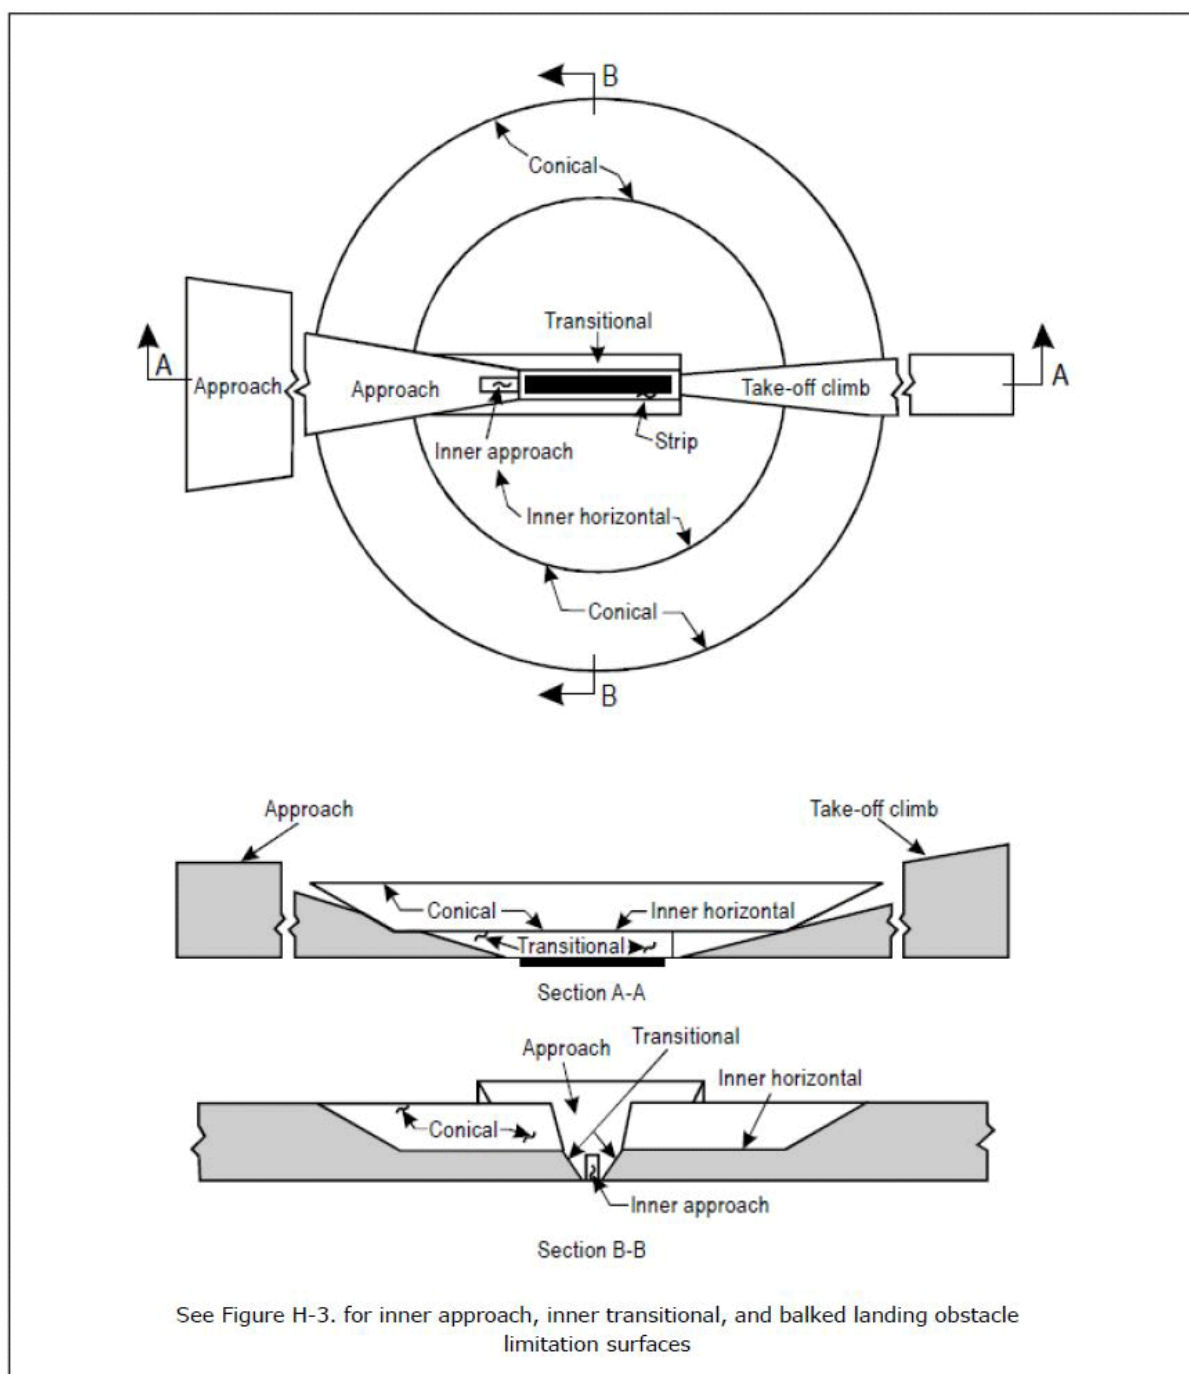 B
Conical
Transitional
A
Approach
Approach
Take-off climb
A
Inner approach
Strip
Inner horizontal
Conical
B
Approach
Take-off climb
Conical
Inner horizontal
Transitional
Section A-A
Transitional
Approach
Inner horizontal
Conical
Inner approach
Section B-B
See Figure H-3. for inner approach, inner transitional, and balked landing obstacle
limitation surfaces